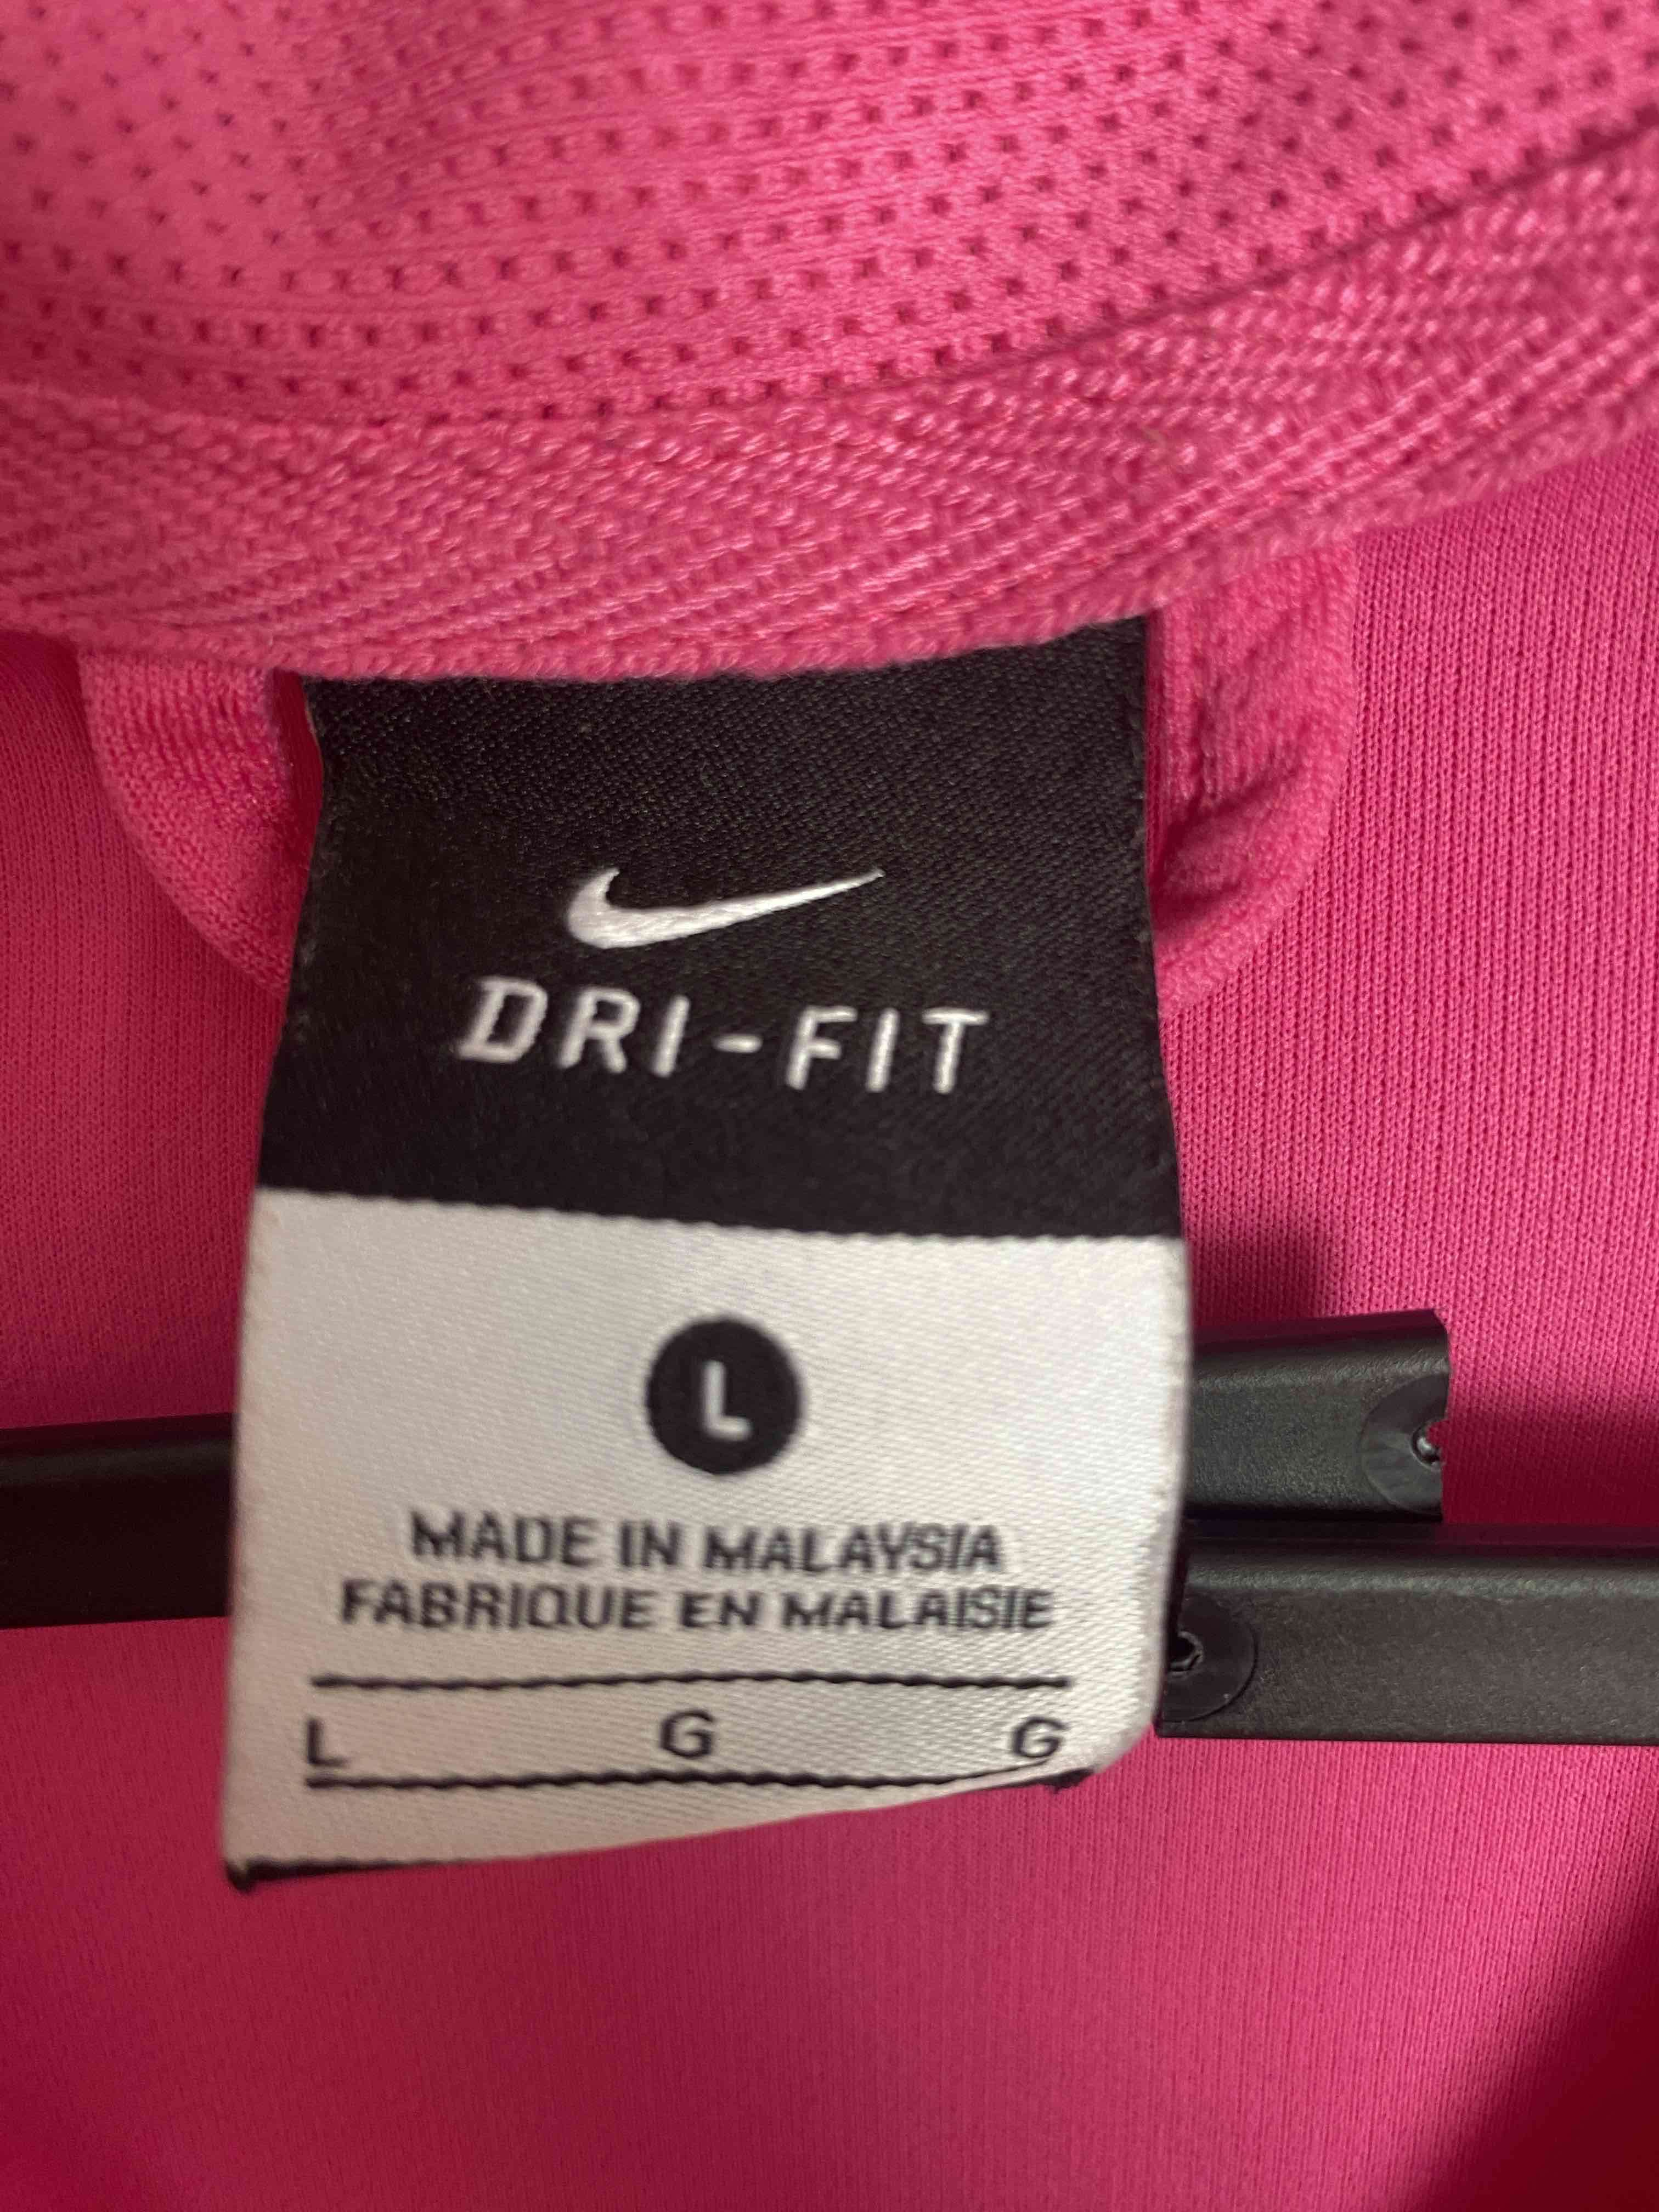 DRI-FIT
L
MADE IN MALAYSIA
FABRIQUE EN MALAISIE
L G G